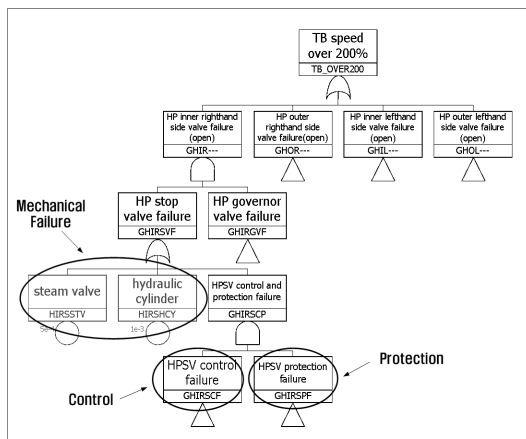 TB speed
over 200%
TB_OVER200
HP inner righthand
side valve failure
(open)
GHIR---
HP outer
righthand side
valve failure(open)
GHOR---
HP inner lefthand
side valve failure
(open)
GHIL---
HP outer lefthand
side valve failure
(open)
GHOL---
Mechanical
Failure
HP stop
valve failure
GHIRSVF
HP governor
valve failure
GHIRGVF
steam valve
HIRSSTV
hydraulic
cylinder
HIRSHCY
1e-3
HPSV control and
protection failure
GHIRSCP
HPSV control
failure
GHIRSCF
HPSV protection
failure
GHIRSPF
Control
Protection